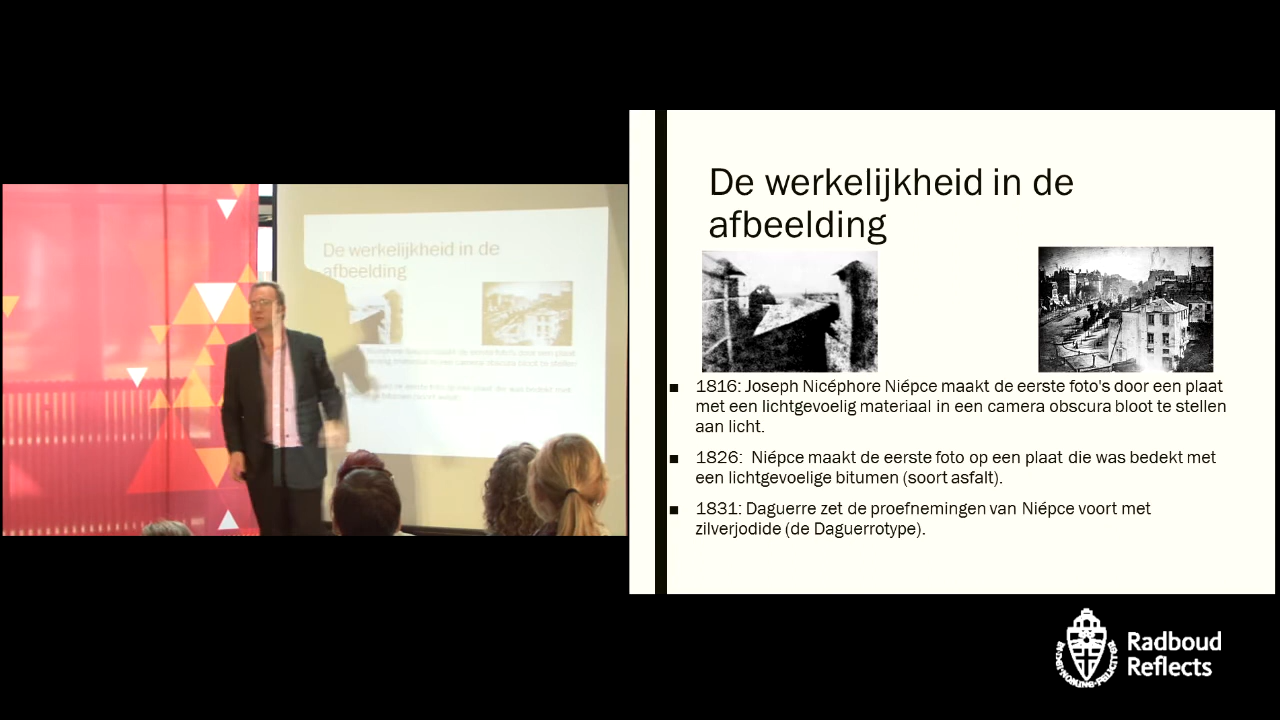 De werkelijkheid in de
afbeelding
De werkelijkheid in de
afbeelding
1816: Joseph Nicéphore Niépce maakt de eerste foto's door een plaat
met een lichtgevoelig materiaal in een camera obscura bloot te stellen
aan licht.
1826: Niépce maakt de eerste foto op een plaat die was bedekt met
een lichtgevoelige bitumen (soort asfalt).
1831: Daguerre zet de proefnemingen van Niépce voort met
zilverjodide (de Daguerrotype).
Radboud
Reflects